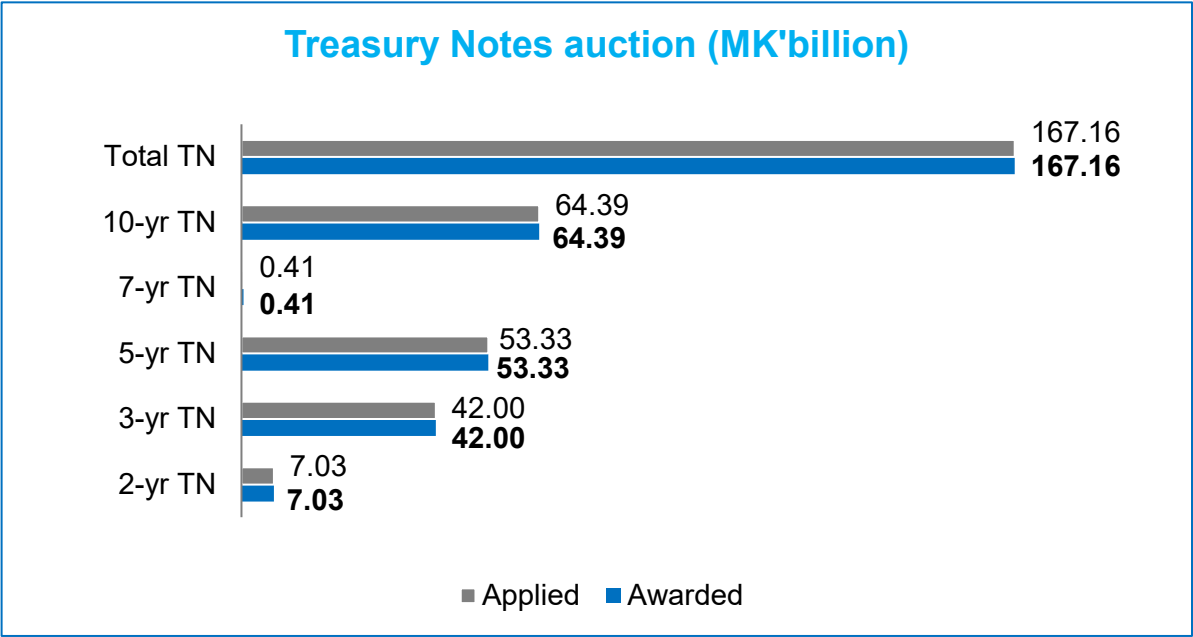 Treasury Notes auction (MK'billion)
Total TN
167.16
167.16
10-yr TN
64.39
64.39
7-yr TN
0.41
0.41
5-yr TN
53.33
53.33
3-yr TN
42.00
42.00
2-yr TN
7.03
7.03
Applied Awarded